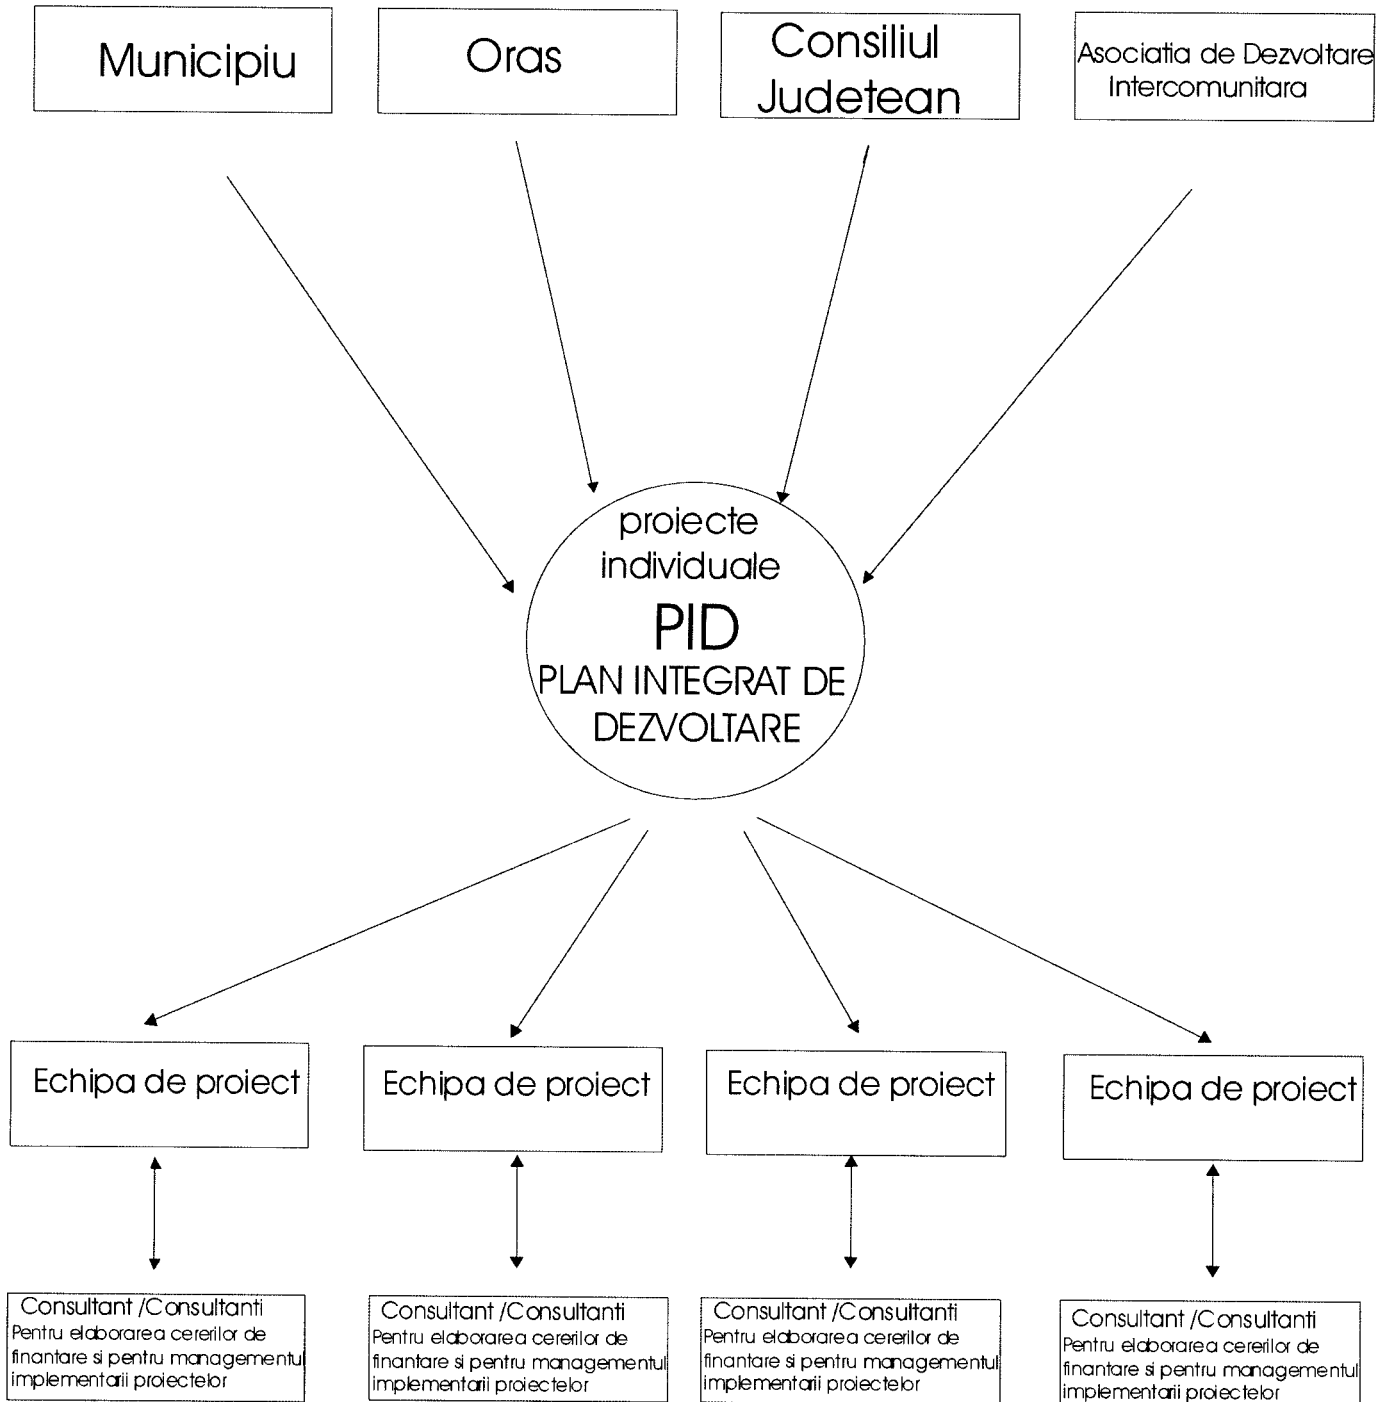 Municipiu
Oras
Consiliul
Judetean
Asociatia de Dezvoltare
Intercomunitara
proiecte
individuale
PID
PLAN INTEGRAT DE
DEZVOLTARE
Echipa de proiect
Echipa de proiect
Echipa de proiect
Echipa de proiect
Consultant /Consultanti
Pentru elaborarea cererilor de
finantare si pentru managementul
implementarii proiectelor
Consultant /Consultanti
Pentru elaborarea cererilor de
finantare si pentru managementul
implementarii proiectelor
Consultant /Consultanti
Pentru elaborarea cererilor de
finantare si pentru managementul
implementarii proiectelor
Consultant /Consultanti
Pentru elaborarea cererilor de
finantare si pentru managementul
implementarii proiectelor